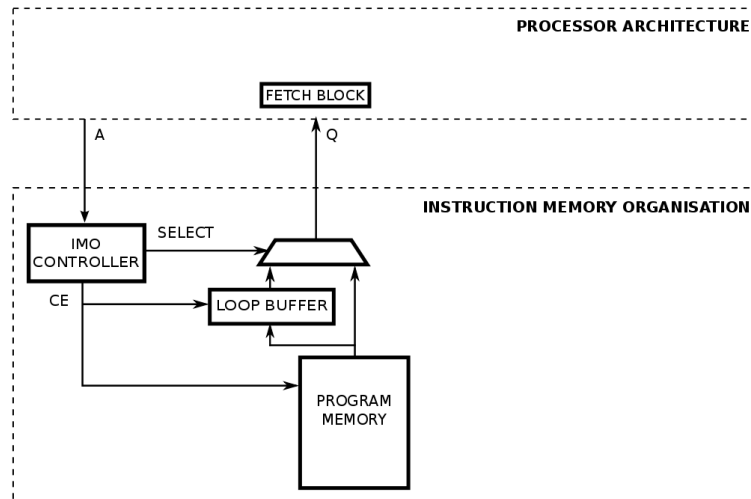 PROCESSOR ARCHITECTURE
FETCH BLOCK
A
Q
INSTRUCTION MEMORY ORGANISATION
IMO
CONTROLLER
SELECT
CE
LOOP BUFFER
PROGRAM
MEMORY